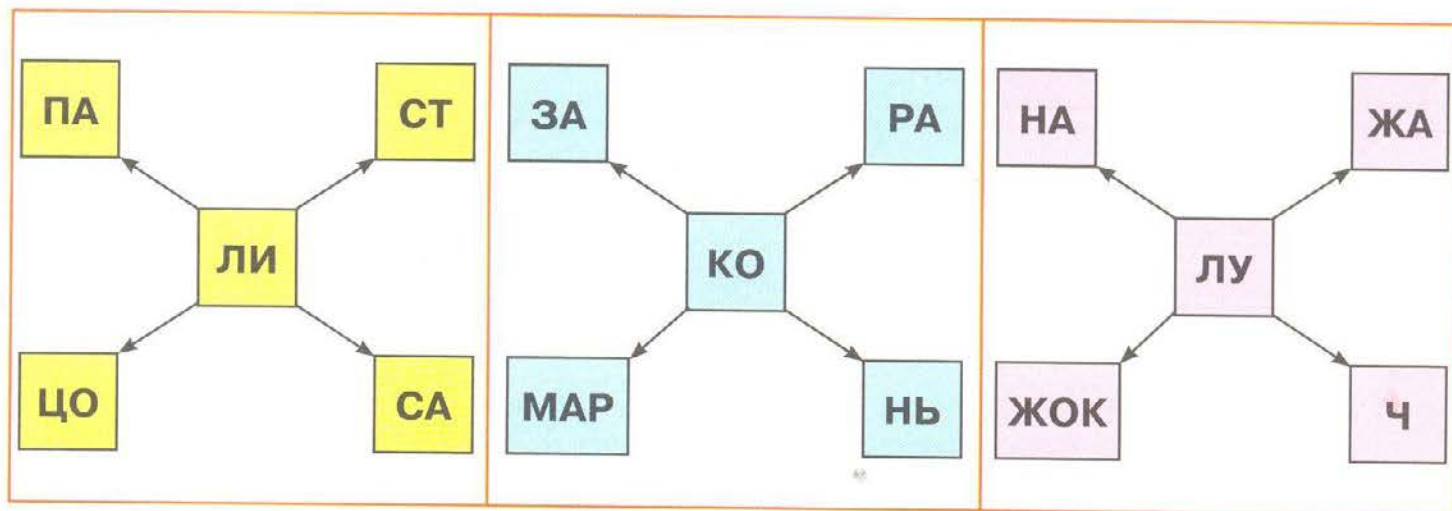 ПА СТ ЗА РА НА ЖА
ЛИ КО ЛУ
ЦО СА МАР НЬ ЖОК Ч